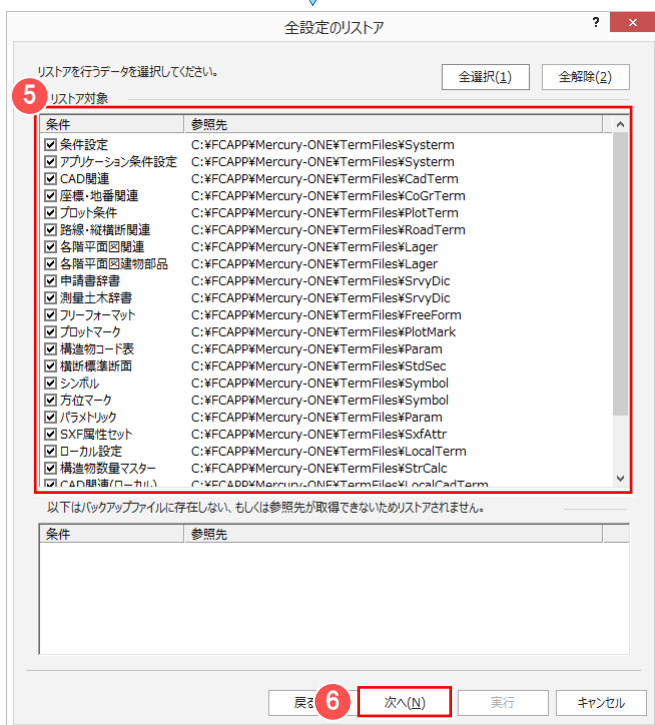 全設定のリストア ? ×
リストアを行うデータを選択してください。
全選択(1) 全解除(2)
5 リストア対象
条件 参照先
条件設定 C:¥FCAPP¥Mercury-ONE¥TermFiles¥Systerm
アプリケーション条件設定 C:¥FCAPP¥Mercury-ONE¥TermFiles¥Systerm
CAD関連 C:¥FCAPP¥Mercury-ONE¥TermFiles¥CadTerm
座標・地番関連 C:¥FCAPP¥Mercury-ONE¥TermFiles¥CoGrTerm
プロット条件 C:¥FCAPP¥Mercury-ONE¥TermFiles¥PlotTerm
路線・縦横断関連 C:¥FCAPP¥Mercury-ONE¥TermFiles¥RoadTerm
各階平面図関連 C:¥FCAPP¥Mercury-ONE¥TermFiles¥Lager
各階平面図建物部品 C:¥FCAPP¥Mercury-ONE¥TermFiles¥Lager
申請書辞書 C:¥FCAPP¥Mercury-ONE¥TermFiles¥SrvyDic
測量土木辞書 C:¥FCAPP¥Mercury-ONE¥TermFiles¥SrvyDic
フリーフォーマット C:¥FCAPP¥Mercury-ONE¥TermFiles¥FreeForm
プロットマーク C:¥FCAPP¥Mercury-ONE¥TermFiles¥PlotMark
構造物コード表 C:¥FCAPP¥Mercury-ONE¥TermFiles¥Param
横断標準断面 C:¥FCAPP¥Mercury-ONE¥TermFiles¥StdSec
シンボル C:¥FCAPP¥Mercury-ONE¥TermFiles¥Symbol
方位マーク C:¥FCAPP¥Mercury-ONE¥TermFiles¥Symbol
パラメトリック C:¥FCAPP¥Mercury-ONE¥TermFiles¥Param
SXF属性セット C:¥FCAPP¥Mercury-ONE¥TermFiles¥SxfAttr
ローカル設定 C:¥FCAPP¥Mercury-ONE¥TermFiles¥LocalTerm
構造物数量マスター C:¥FCAPP¥Mercury-ONE¥TermFiles¥StrCalc
CAD関連(ローカル) C:¥FCAPP¥Mercury-ONE¥TermFiles¥LocalCadTerm
以下はバックアップファイルに存在しない、もしくは参照先が取得できないためリストアされません。
条件 参照先
戻る 6 次へ(N) 実行 キャンセル